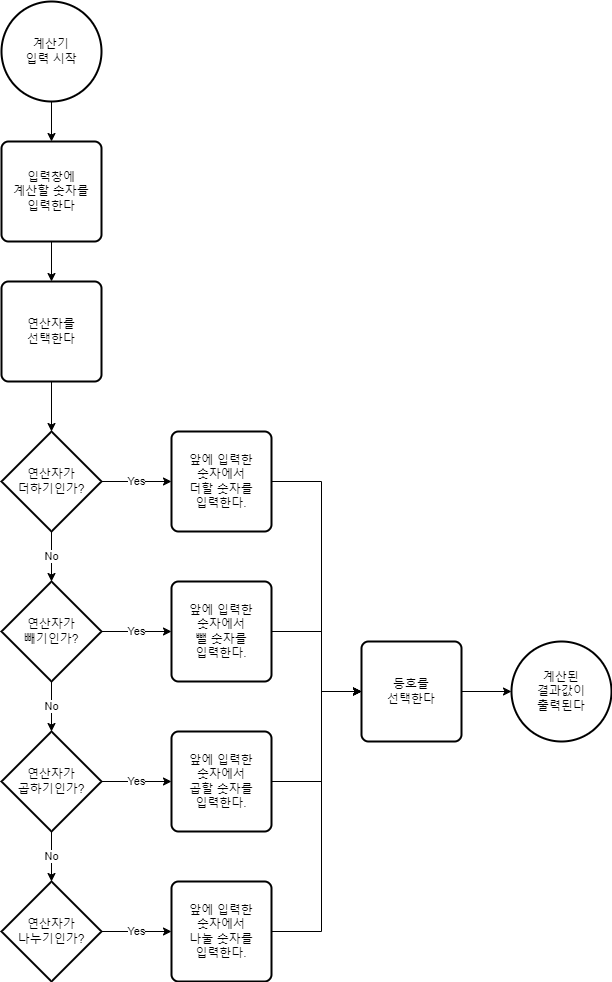 계산기
입력 시작
입력창에
계산할 숫자를
입력한다
연산자를
선택한다
연산자가
더하기인가?
Yes
앞에 입력한
숫자에서
더할 숫자를
입력한다.
No
연산자가
빼기인가?
Yes
앞에 입력한
숫자에서
뺄 숫자를
입력한다.
등호를
선택한다
계산된
결과값이
출력된다
No
연산자가
곱하기인가?
Yes
앞에 입력한
숫자에서
곱할 숫자를
입력한다.
No
연산자가
나누기인가?
Yes
앞에 입력한
숫자에서
나눌 숫자를
입력한다.